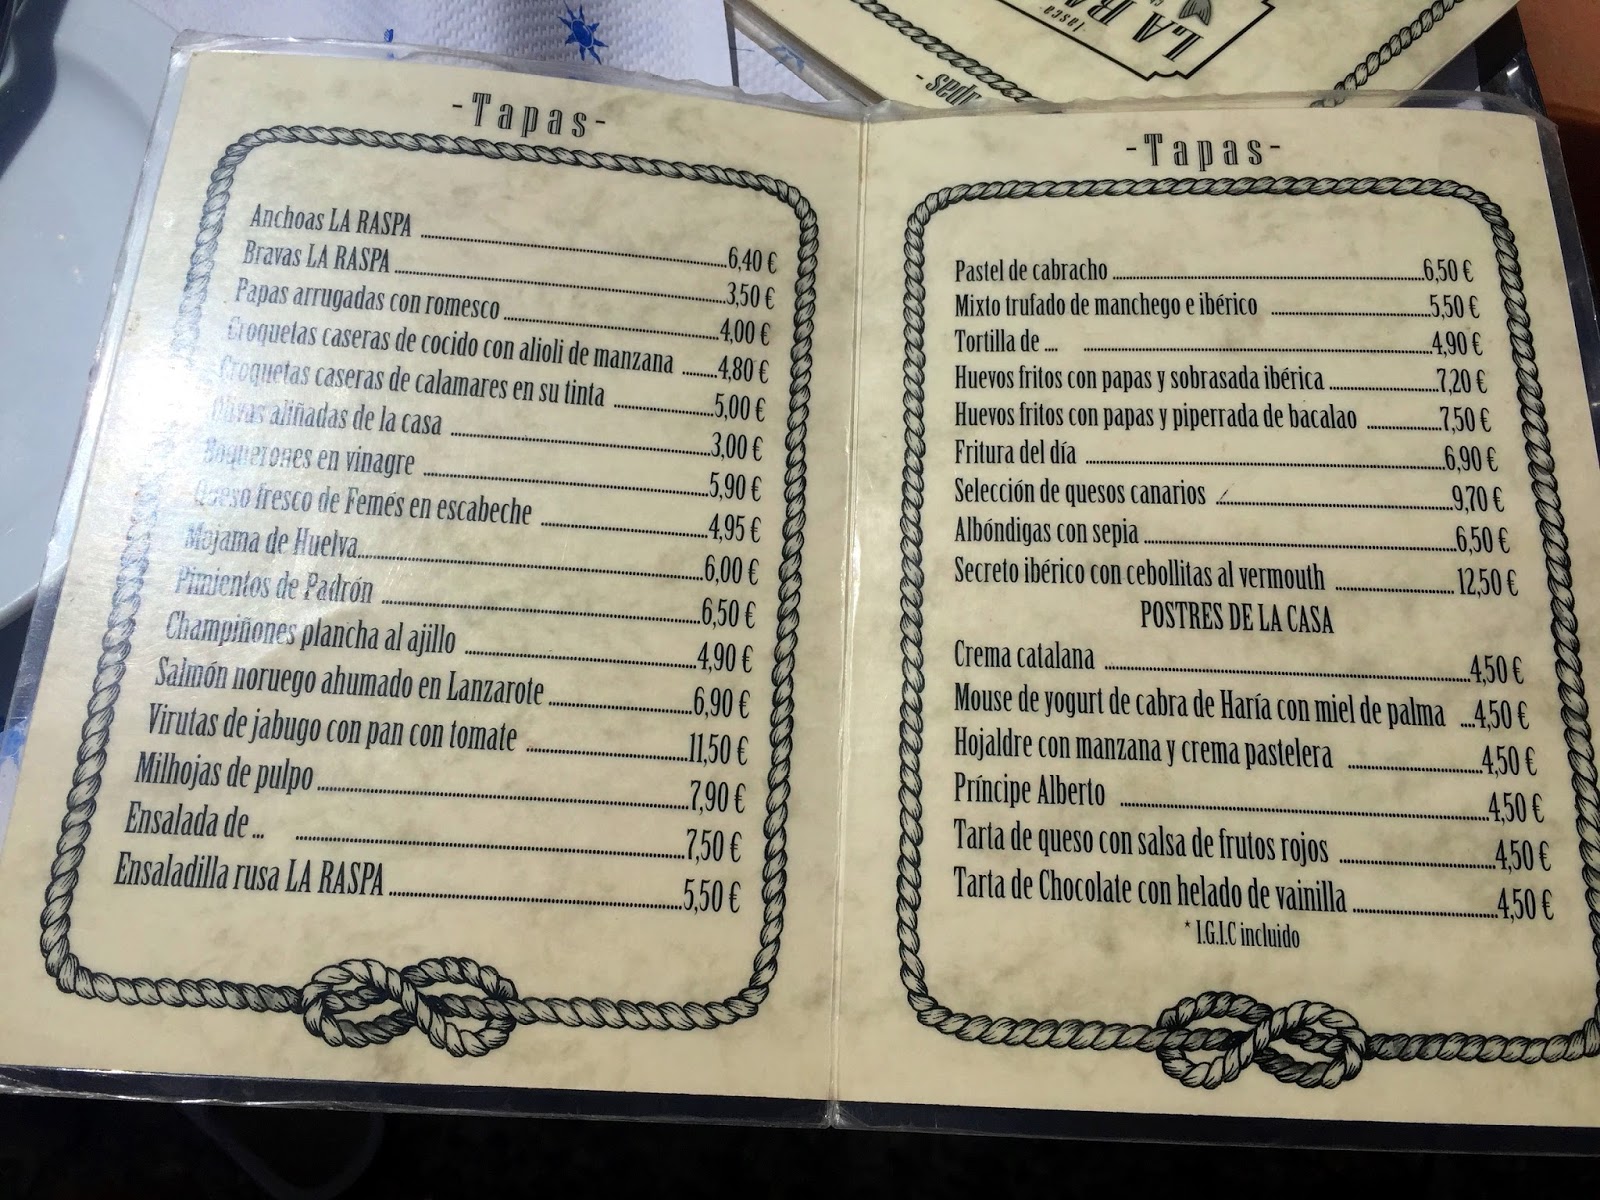 -Tapas-
Anchoas LA RASPA ........ 6,40 €
Bravas LA RASPA ........ 3,50 €
Papas arrugadas con romesco ........ 4,00 €
Croquetas caseras de cocido con alioli de manzana ........ 4,80 €
Croquetas caseras de calamares en su tinta ........ 5,00 €
Olivas aliñadas de la casa ........ 3,00 €
Boquerones en vinagre ........ 5,90 €
Queso fresco de Femés en escabeche ........ 4,95 €
Mojama de Huelva ........ 6,00 €
Pimientos de Padrón ........ 6,50 €
Champiñones plancha al ajillo ........ 4,90 €
Salmón noruego ahumado en Lanzarote ........ 6,90 €
Virutas de jabugo con pan con tomate ........ 11,50 €
Milhojas de pulpo ........ 7,90 €
Ensalada de ... ........ 7,50 €
Ensaladilla rusa LA RASPA ........ 5,50 €
-Tapas-
Pastel de cabracho ........ 6,50 €
Mixto trufado de manchego e ibérico ........ 5,50 €
Tortilla de ... ........ 4,90 €
Huevos fritos con papas y sobrasada ibérica ........ 7,20 €
Huevos fritos con papas y piperrada de bacalao ........ 7,50 €
Fritura del día ........ 6,90 €
Selección de quesos canarios ........ 9,70 €
Albóndigas con sepia ........ 6,50 €
Secreto ibérico con cebollitas al vermouth ........ 12,50 €
POSTRES DE LA CASA
Crema catalana ........ 4,50 €
Mouse de yogurt de cabra de Haría con miel de palma ... 4,50 €
Hojaldre con manzana y crema pastelera ........ 4,50 €
Príncipe Alberto ........ 4,50 €
Tarta de queso con salsa de frutos rojos ........ 4,50 €
Tarta de Chocolate con helado de vainilla ........ 4,50 €
* I.G.I.C incluido
LA